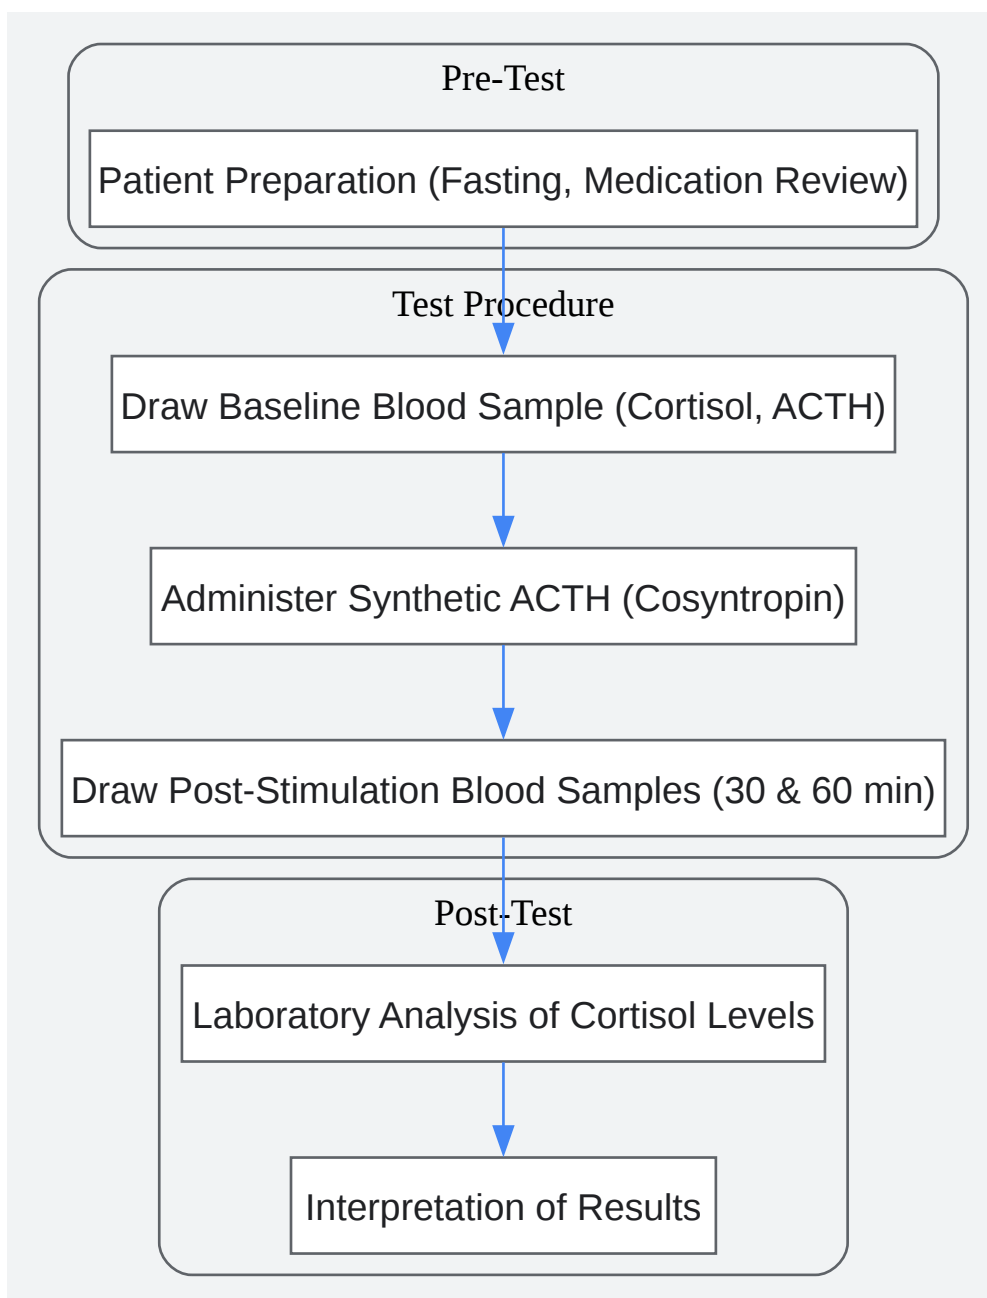 Pre-Test
Patient Preparation (Fasting, Medication Review)
Test Procedure
Draw Baseline Blood Sample (Cortisol, ACTH)
Administer Synthetic ACTH (Cosyntropin)
Draw Post-Stimulation Blood Samples (30 & 60 min)
Post-Test
Laboratory Analysis of Cortisol Levels
Interpretation of Results